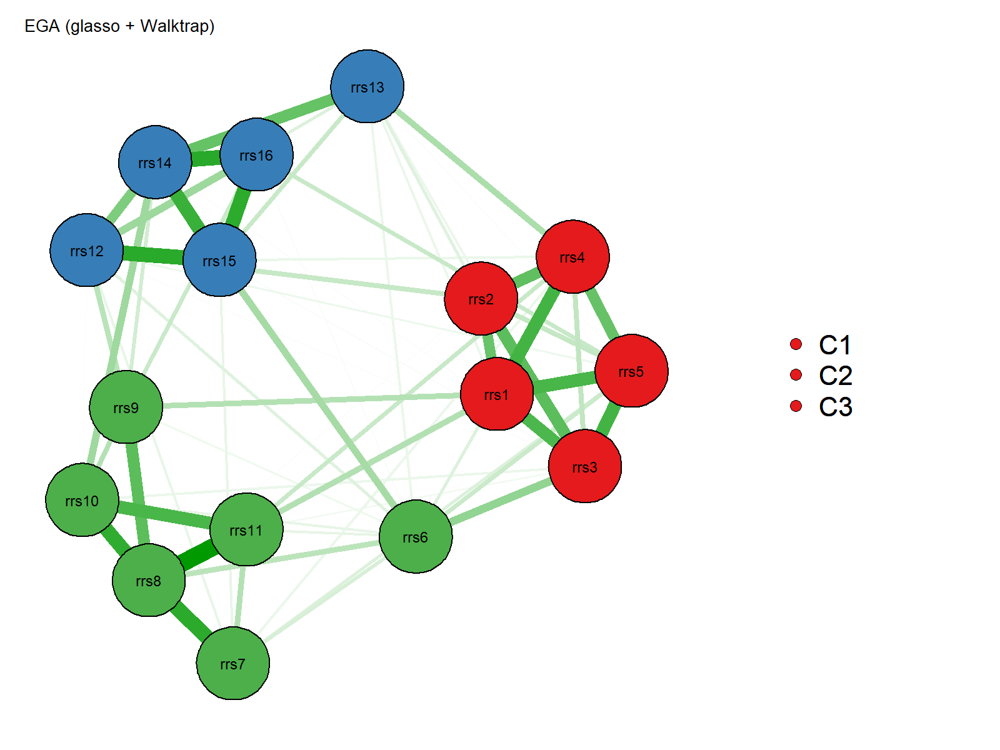 EGA (glasso + Walktrap)
rrs13
rrs14
rrs16
rrs12
rrs15
rrs4
rrs2
rrs5
rrs1
rrs9
rrs3
rrs10
rrs11
rrs6
rrs8
rrs7
C1
C2
C3